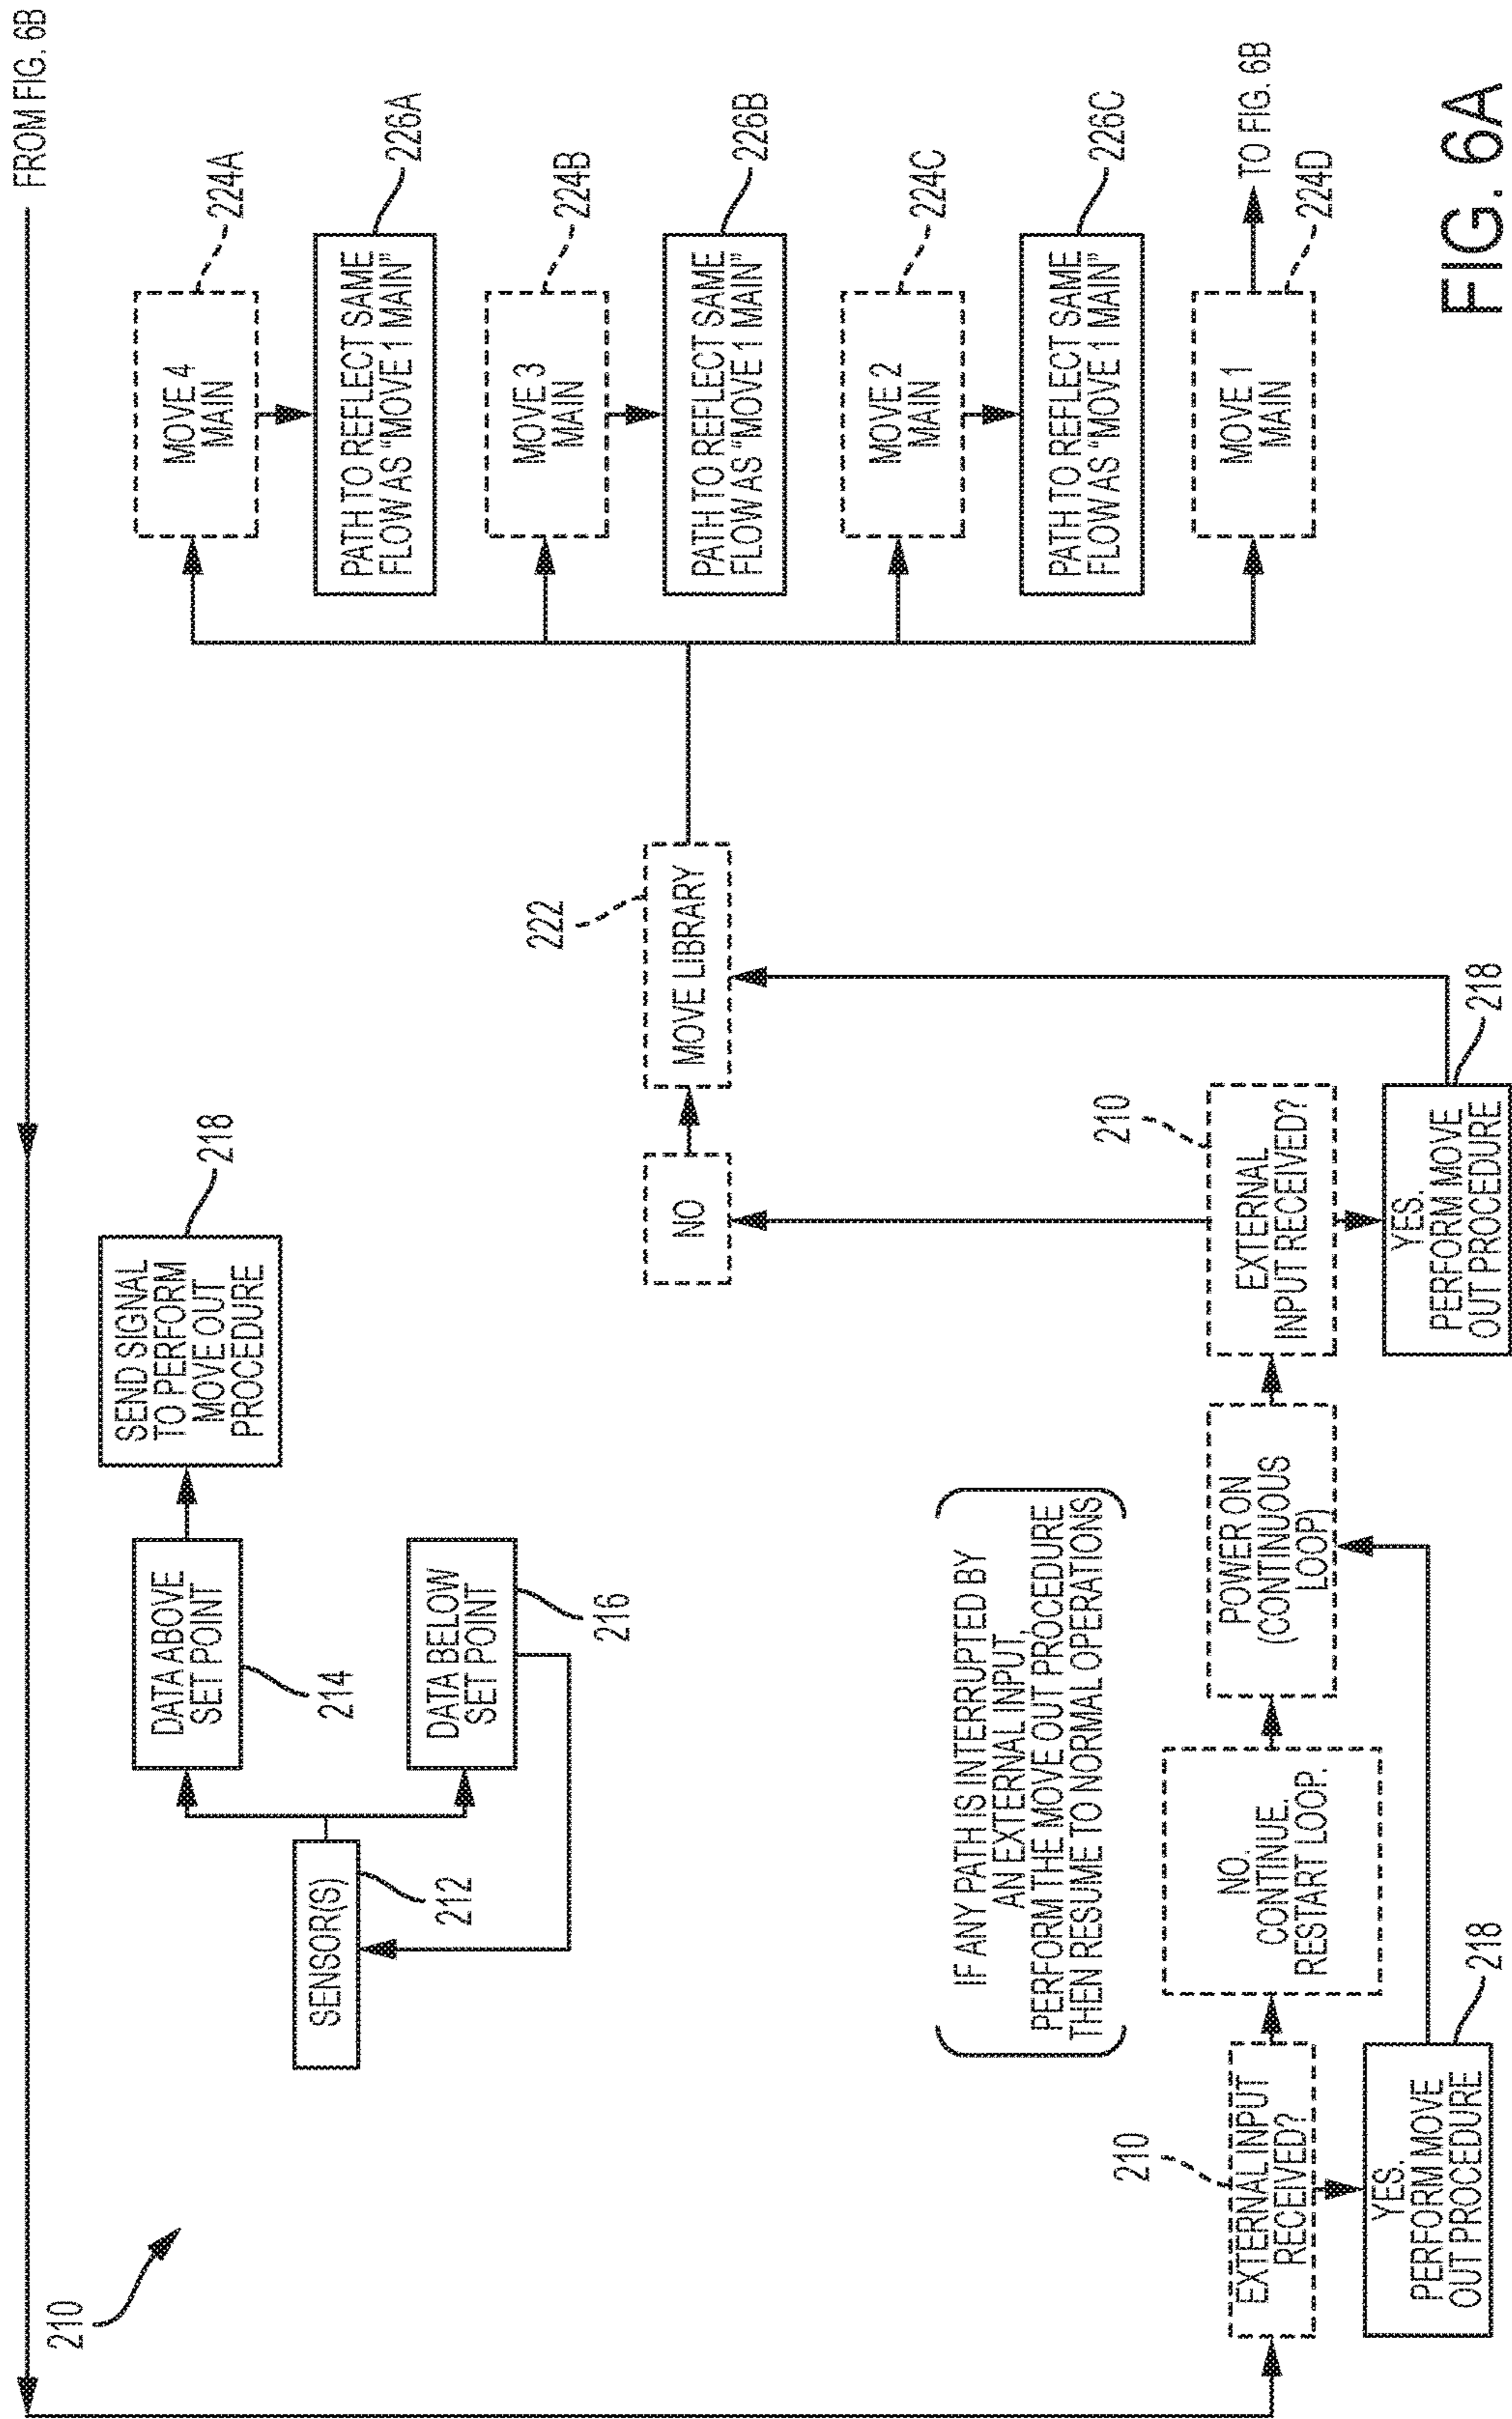 FROM FIG. 6B
210
SENSOR(S)
212
DATA ABOVE
SET POINT
214
DATA BELOW
SET POINT
216
SEND SIGNAL
TO PERFORM
MOVE OUT
PROCEDURE
218
IF ANY PATH IS INTERRUPTED BY
AN EXTERNAL INPUT,
PERFORM THE MOVE OUT PROCEDURE
THEN RESUME TO NORMAL OPERATIONS
210
EXTERNAL INPUT
RECEIVED?
YES.
PERFORM MOVE
OUT PROCEDURE
218
NO.
CONTINUE.
RESTART LOOP.
POWER ON
(CONTINUOUS
LOOP)
210
EXTERNAL
INPUT RECEIVED?
YES.
PERFORM MOVE
OUT PROCEDURE
218
NO
222
MOVE LIBRARY
MOVE 4
MAIN
224A
PATH TO REFLECT SAME
FLOW AS "MOVE 1 MAIN"
226A
MOVE 3
MAIN
224B
PATH TO REFLECT SAME
FLOW AS "MOVE 1 MAIN"
226B
MOVE 2
MAIN
224C
PATH TO REFLECT SAME
FLOW AS "MOVE 1 MAIN"
226C
MOVE 1
MAIN
224D
TO FIG. 6B
FIG. 6A